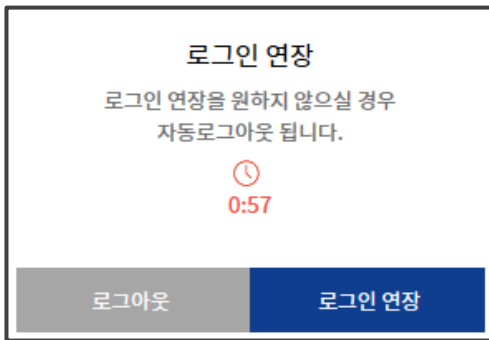 로그인 연장
로그인 연장을 원하지 않으실 경우
자동로그아웃 됩니다.
0:57
로그아웃
로그인 연장